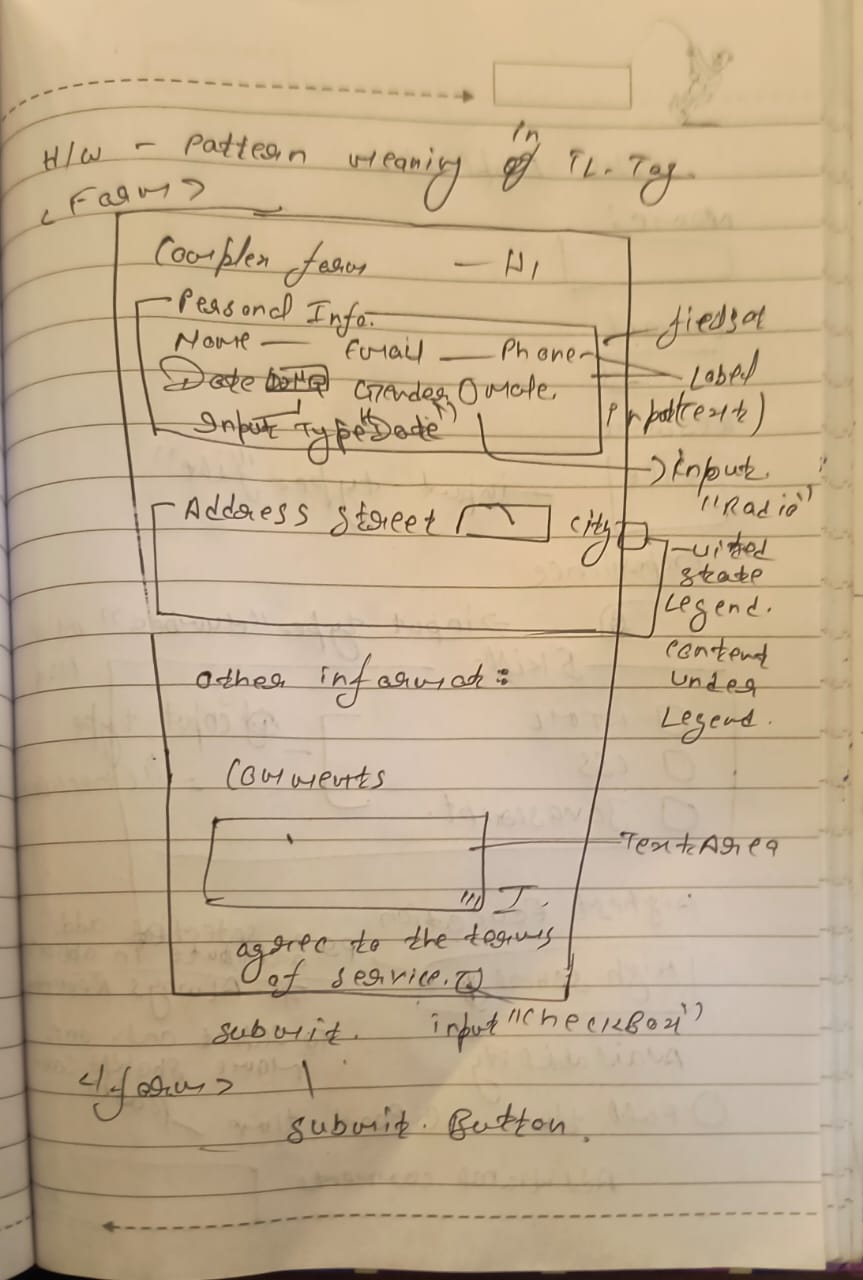 H/W - Pattern meaning of in IL. Tag.
<Form>
Complex form - H1
Personal Info.
Name - Email - Phone - fieldset
Date Gender O male. Label
Input Type "Date" input(text)
input.
"Radio"
Address Street city
- united
state
Legend.
content
under
Legend.
other informat :
Comments
TextArea
I
agree to the terms
of service.
submit. input "CheckBox"
</form>
submit. Button.